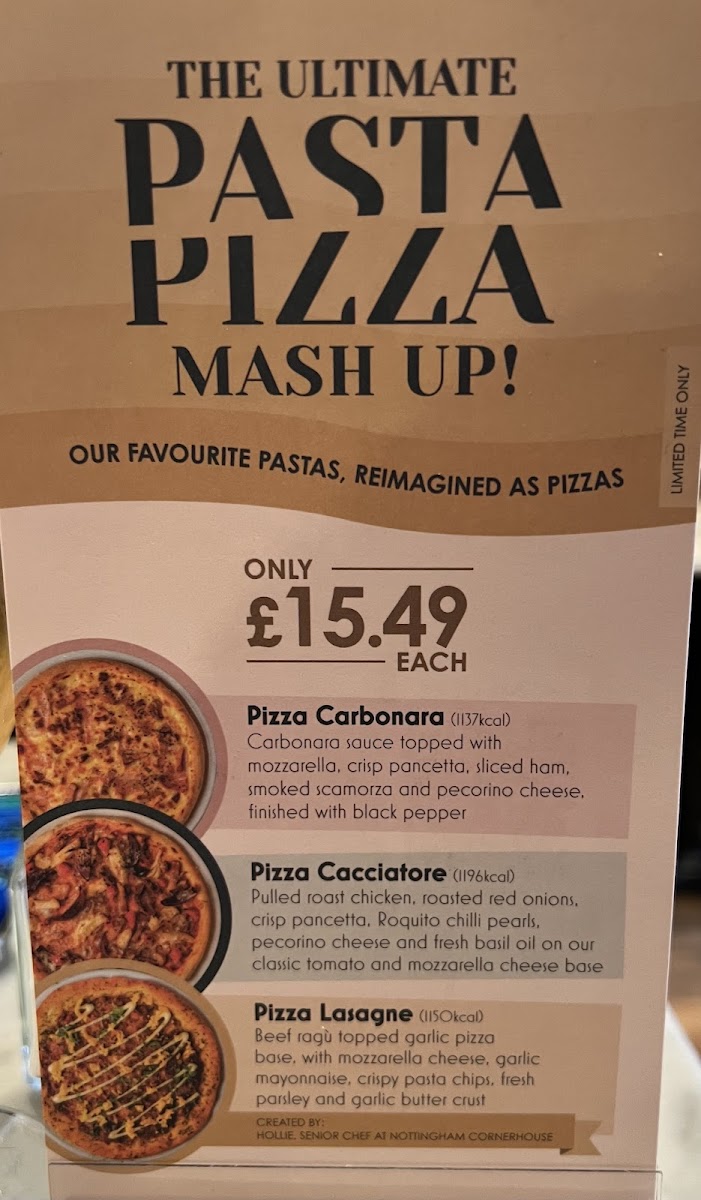 THE ULTIMATE
PASTA
PIZZA
MASH UP!
OUR FAVOURITE PASTAS, REIMAGINED AS PIZZAS
LIMITED TIME ONLY
ONLY
£15.49
EACH
Pizza Carbonara (1137kcal)
Carbonara sauce topped with
mozzarella, crisp pancetta, sliced ham,
smoked scamorza and pecorino cheese,
finished with black pepper
Pizza Cacciatore (1196kcal)
Pulled roast chicken, roasted red onions,
crisp pancetta, Roquito chilli pearls,
pecorino cheese and fresh basil oil on our
classic tomato and mozzarella cheese base
Pizza Lasagne (1150kcal)
Beef ragù topped garlic pizza
base, with mozzarella cheese, garlic
mayonnaise, crispy pasta chips, fresh
parsley and garlic butter crust
CREATED BY:
HOLLIE, SENIOR CHEF AT NOTTINGHAM CORNERHOUSE